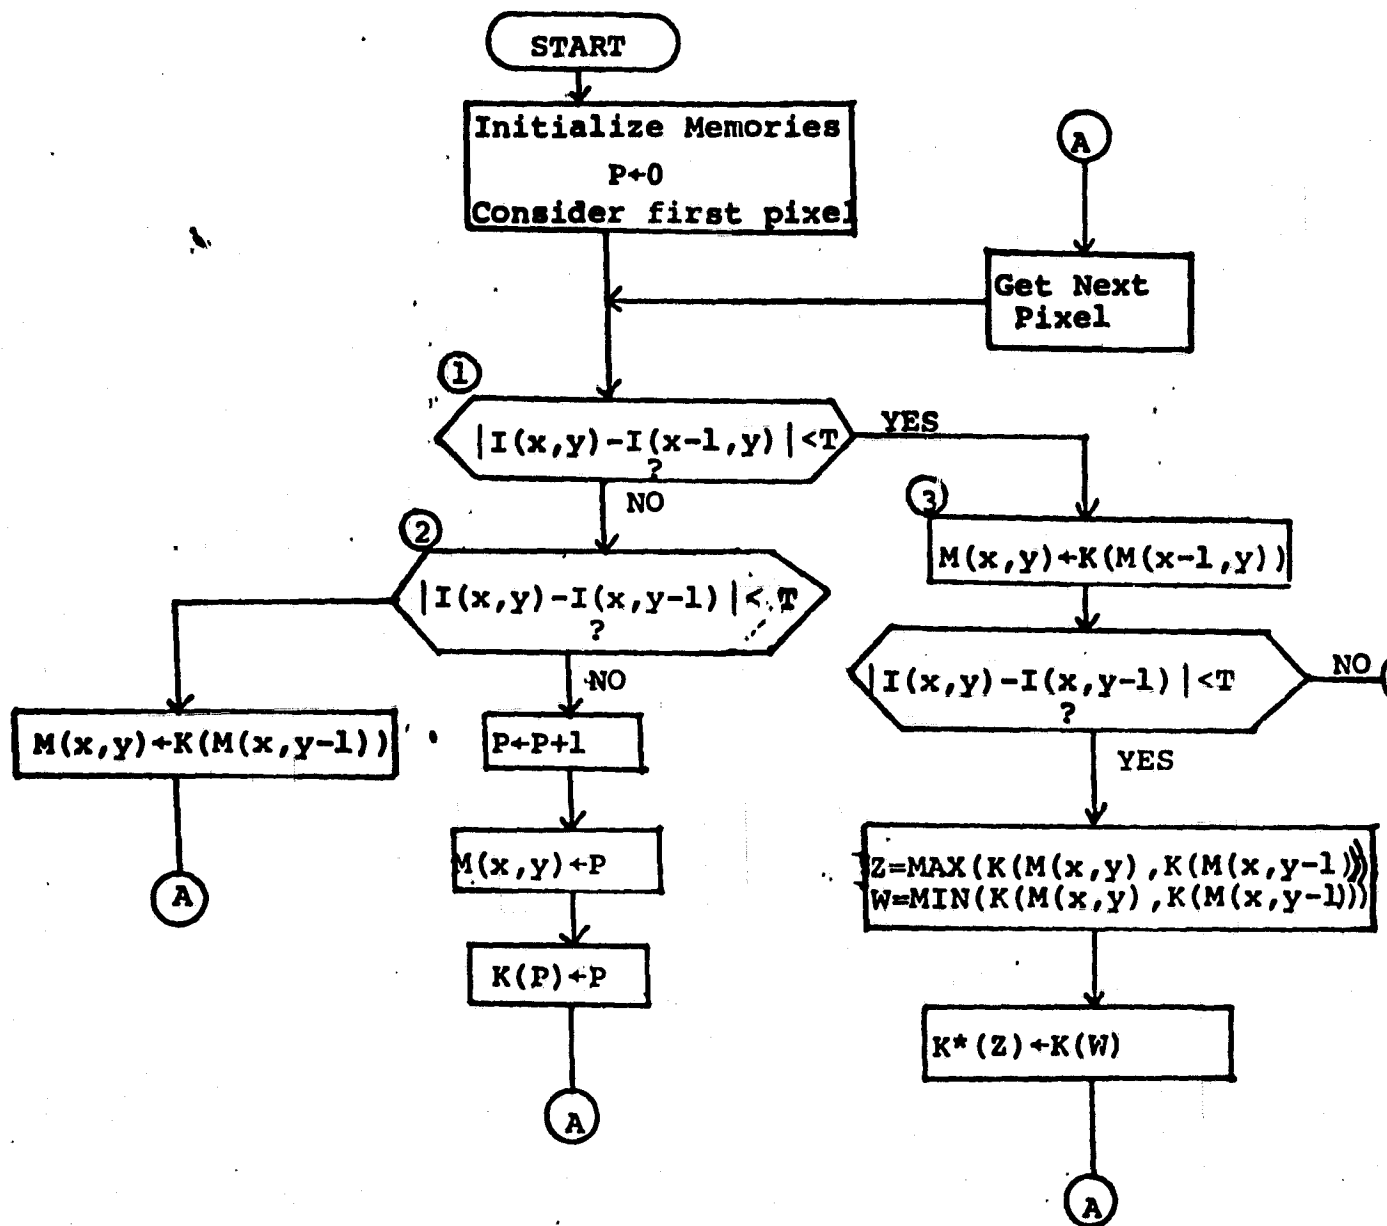 START
Initialize Memories
P←0
Consider first pixel
A
Get Next
Pixel
1
|I(x,y)-I(x-1,y)|<T
?
YES
NO
2
|I(x,y)-I(x,y-1)|<T
?
3
M(x,y)←K(M(x-1,y))
|I(x,y)-I(x,y-1)|<T
?
NO
YES
NO
M(x,y)←K(M(x,y-1))
A
P←P+1
M(x,y)←P
K(P)←P
A
Z=MAX(K(M(x,y),K(M(x,y-1)))
W=MIN(K(M(x,y),K(M(x,y-1)))
K*(Z)←K(W)
A